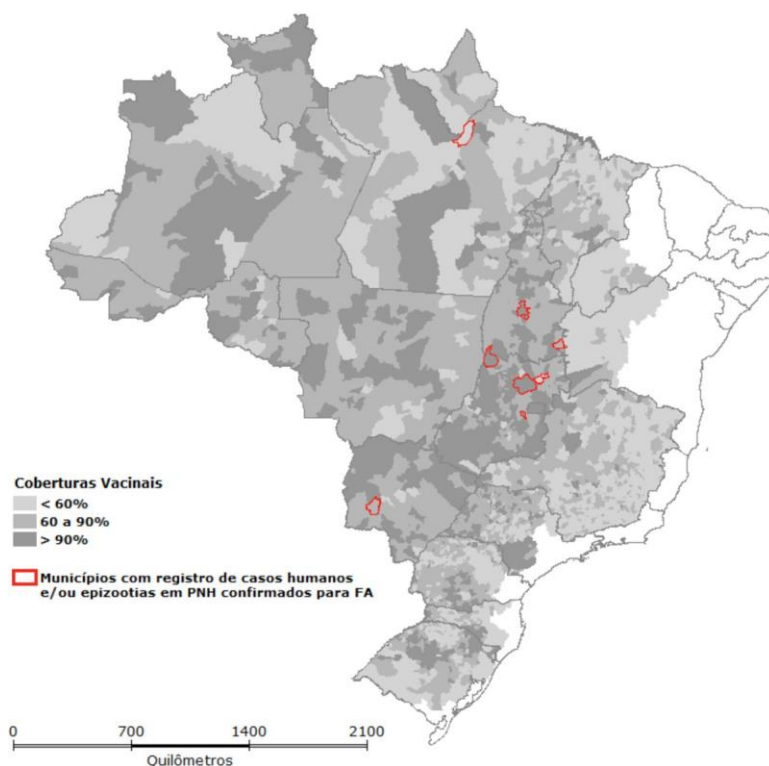 Coberturas Vacinais
< 60%
60 a 90%
> 90%
Municípios com registro de casos humanos
e/ou epizootias em PNH confirmados para FA
0 700 1400 2100
Quilômetros